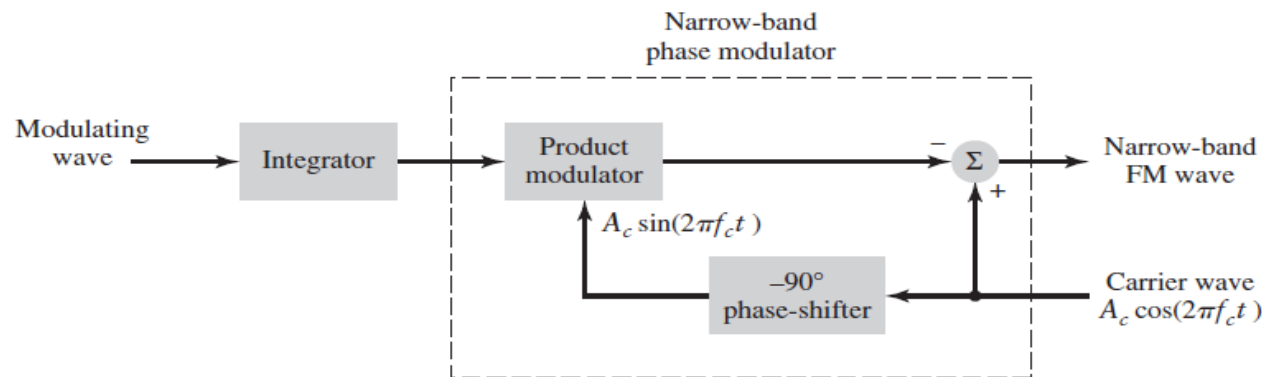 Narrow-band
phase modulator
Modulating
wave
Integrator
Product
modulator
−
Σ
+
Narrow-band
FM wave
A_c sin(2πf_ct )
−90°
phase-shifter
Carrier wave
A_c cos(2πf_ct )